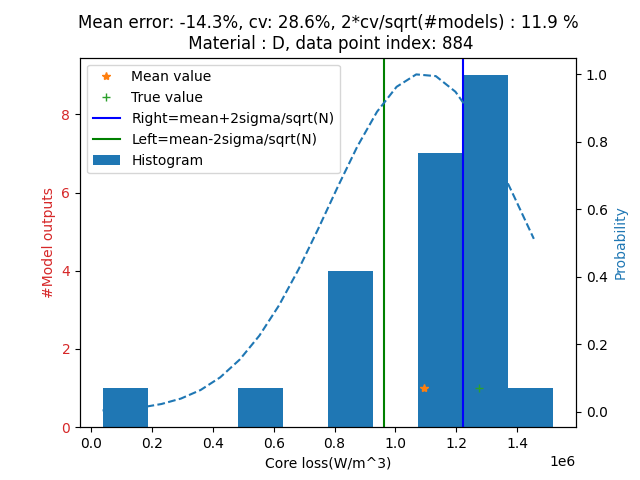 Mean error: -14.3%, cv: 28.6%, 2*cv/sqrt(#models) : 11.9 %
Material : D, data point index: 884
Mean value
True value
Right=mean+2sigma/sqrt(N)
Left=mean-2sigma/sqrt(N)
Histogram
#Model outputs
0
2
4
6
8
Probability
1.0
0.8
0.6
0.4
0.2
0.0
0.0 0.2 0.4 0.6 0.8 1.0 1.2 1.4
1e6
Core loss(W/m^3)